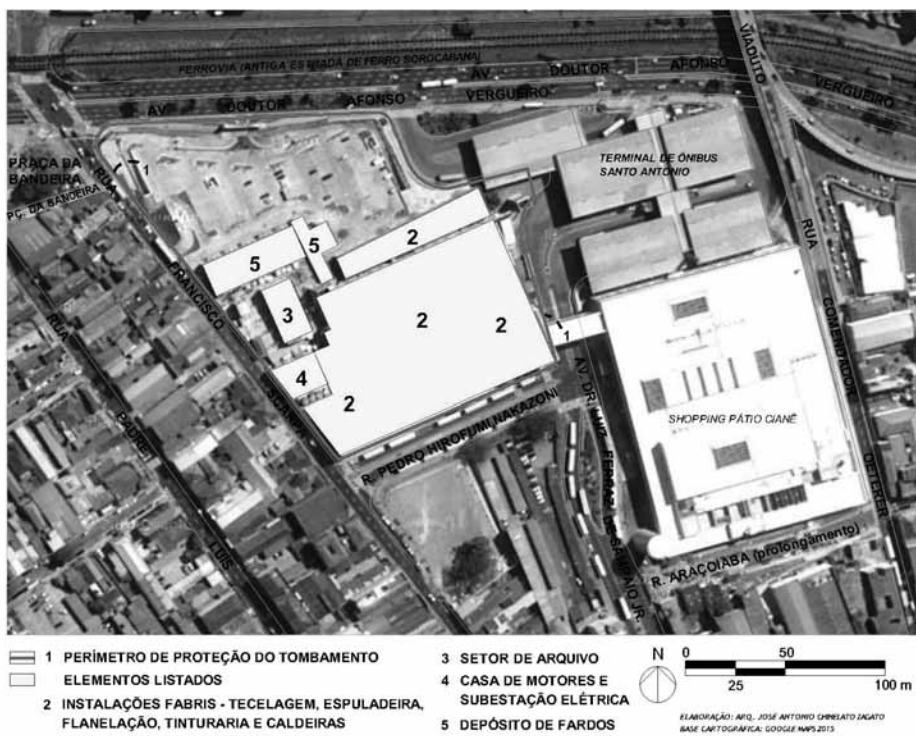 FERROVIA (ANTIGA ESTRADA DE FERRO SOROCABANA)
AV DOUTOR AFONSO VERGUEIRO
DOUTOR AFONSO
VERGUEIRO
VIADUTO
PRAÇA DA
BANDEIRA
PÇ. DA BANDEIRA
1
TERMINAL DE ÔNIBUS
SANTO ANTÔNIO
RUA FRANCISCO SCARPA
5
5
2
3
2
2
1
4
2
RUA PADRE LUIS
RUA COMENDADOR OETERER
AV. DR. LUIZ FERRAZ DE SAMPAIO JR.
R. PEDRO HIROFUMI NAKAZONI
SHOPPING PÁTIO CIANÊ
R. ARAÇOIABA (prolongamento)
1 PERÍMETRO DE PROTEÇÃO DO TOMBAMENTO
ELEMENTOS LISTADOS
2 INSTALAÇÕES FABRIS - TECELAGEM, ESPULADEIRA,
FLANELAÇÃO, TINTURARIA E CALDEIRAS
3 SETOR DE ARQUIVO
4 CASA DE MOTORES E
SUBESTAÇÃO ELÉTRICA
5 DEPÓSITO DE FARDOS
N
0 50
25 100 m
ELABORAÇÃO: ARQ. JOSÉ ANTONIO CHINELATO ZAGATO
BASE CARTOGRÁFICA: GOOGLE MAPS 2015